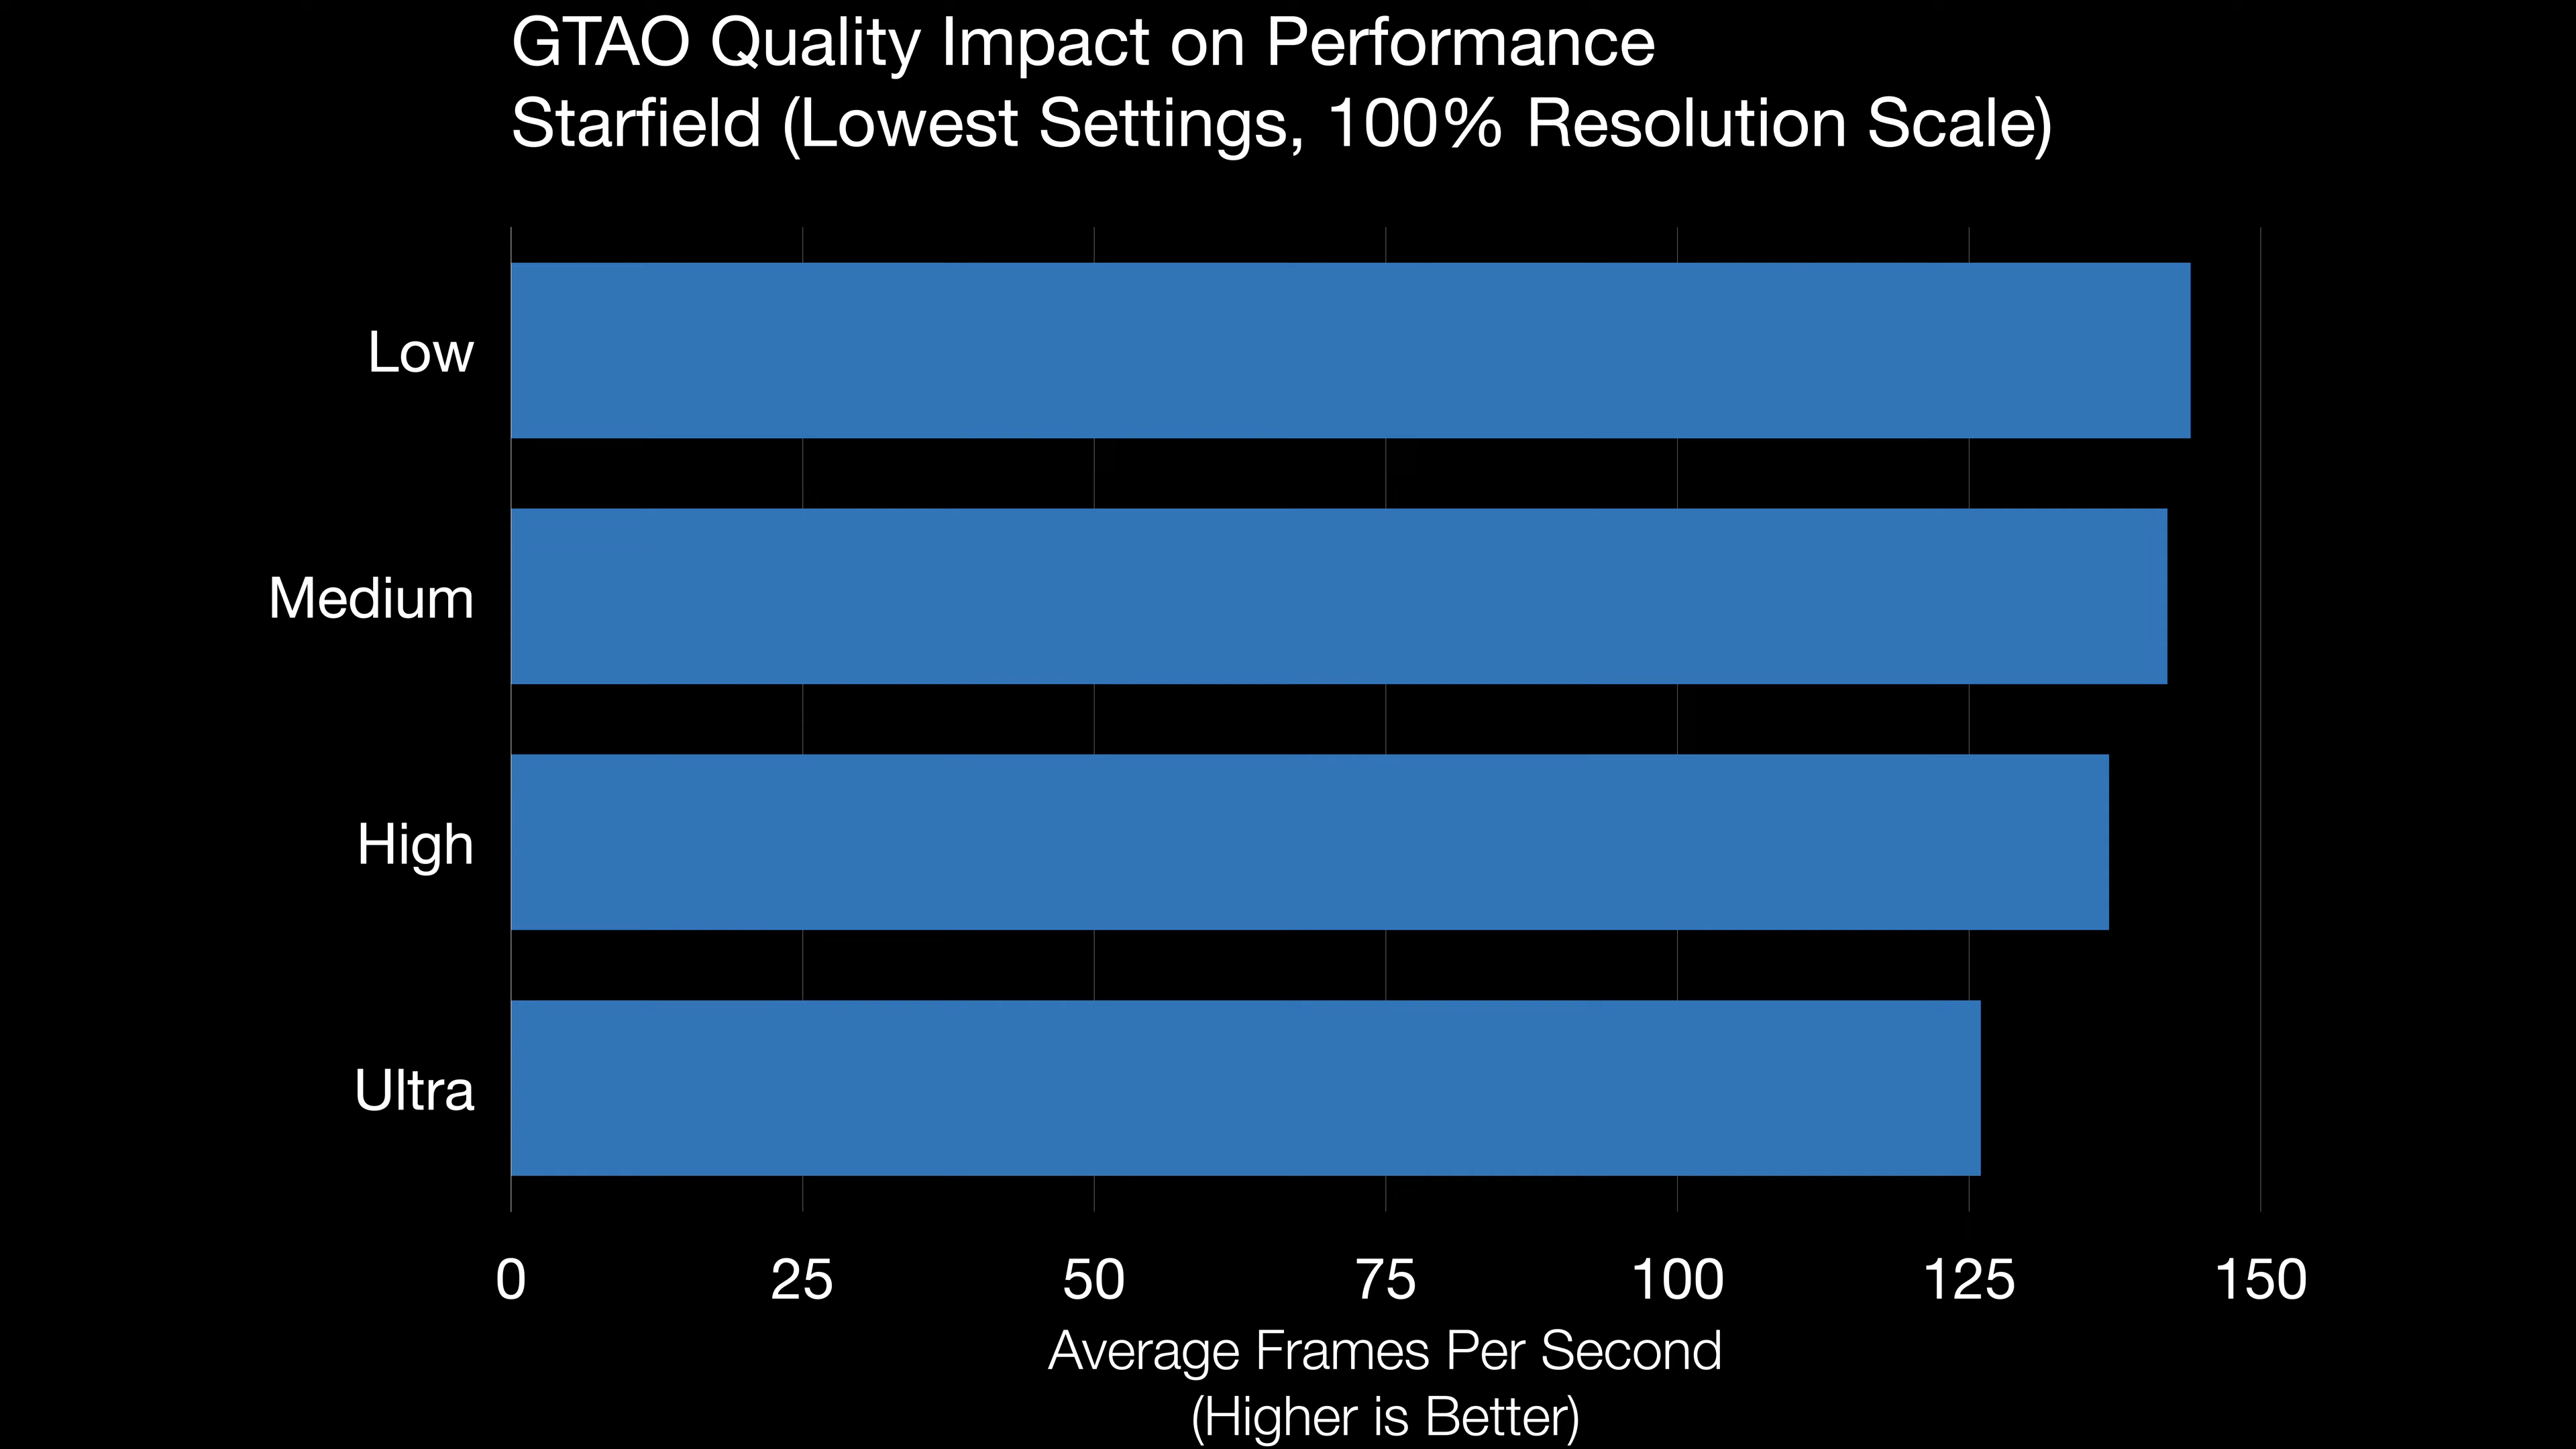 GTAO Quality Impact on Performance
Starfield (Lowest Settings, 100% Resolution Scale)
Low
Medium
High
Ultra
0 25 50 75 100 125 150
Average Frames Per Second
(Higher is Better)